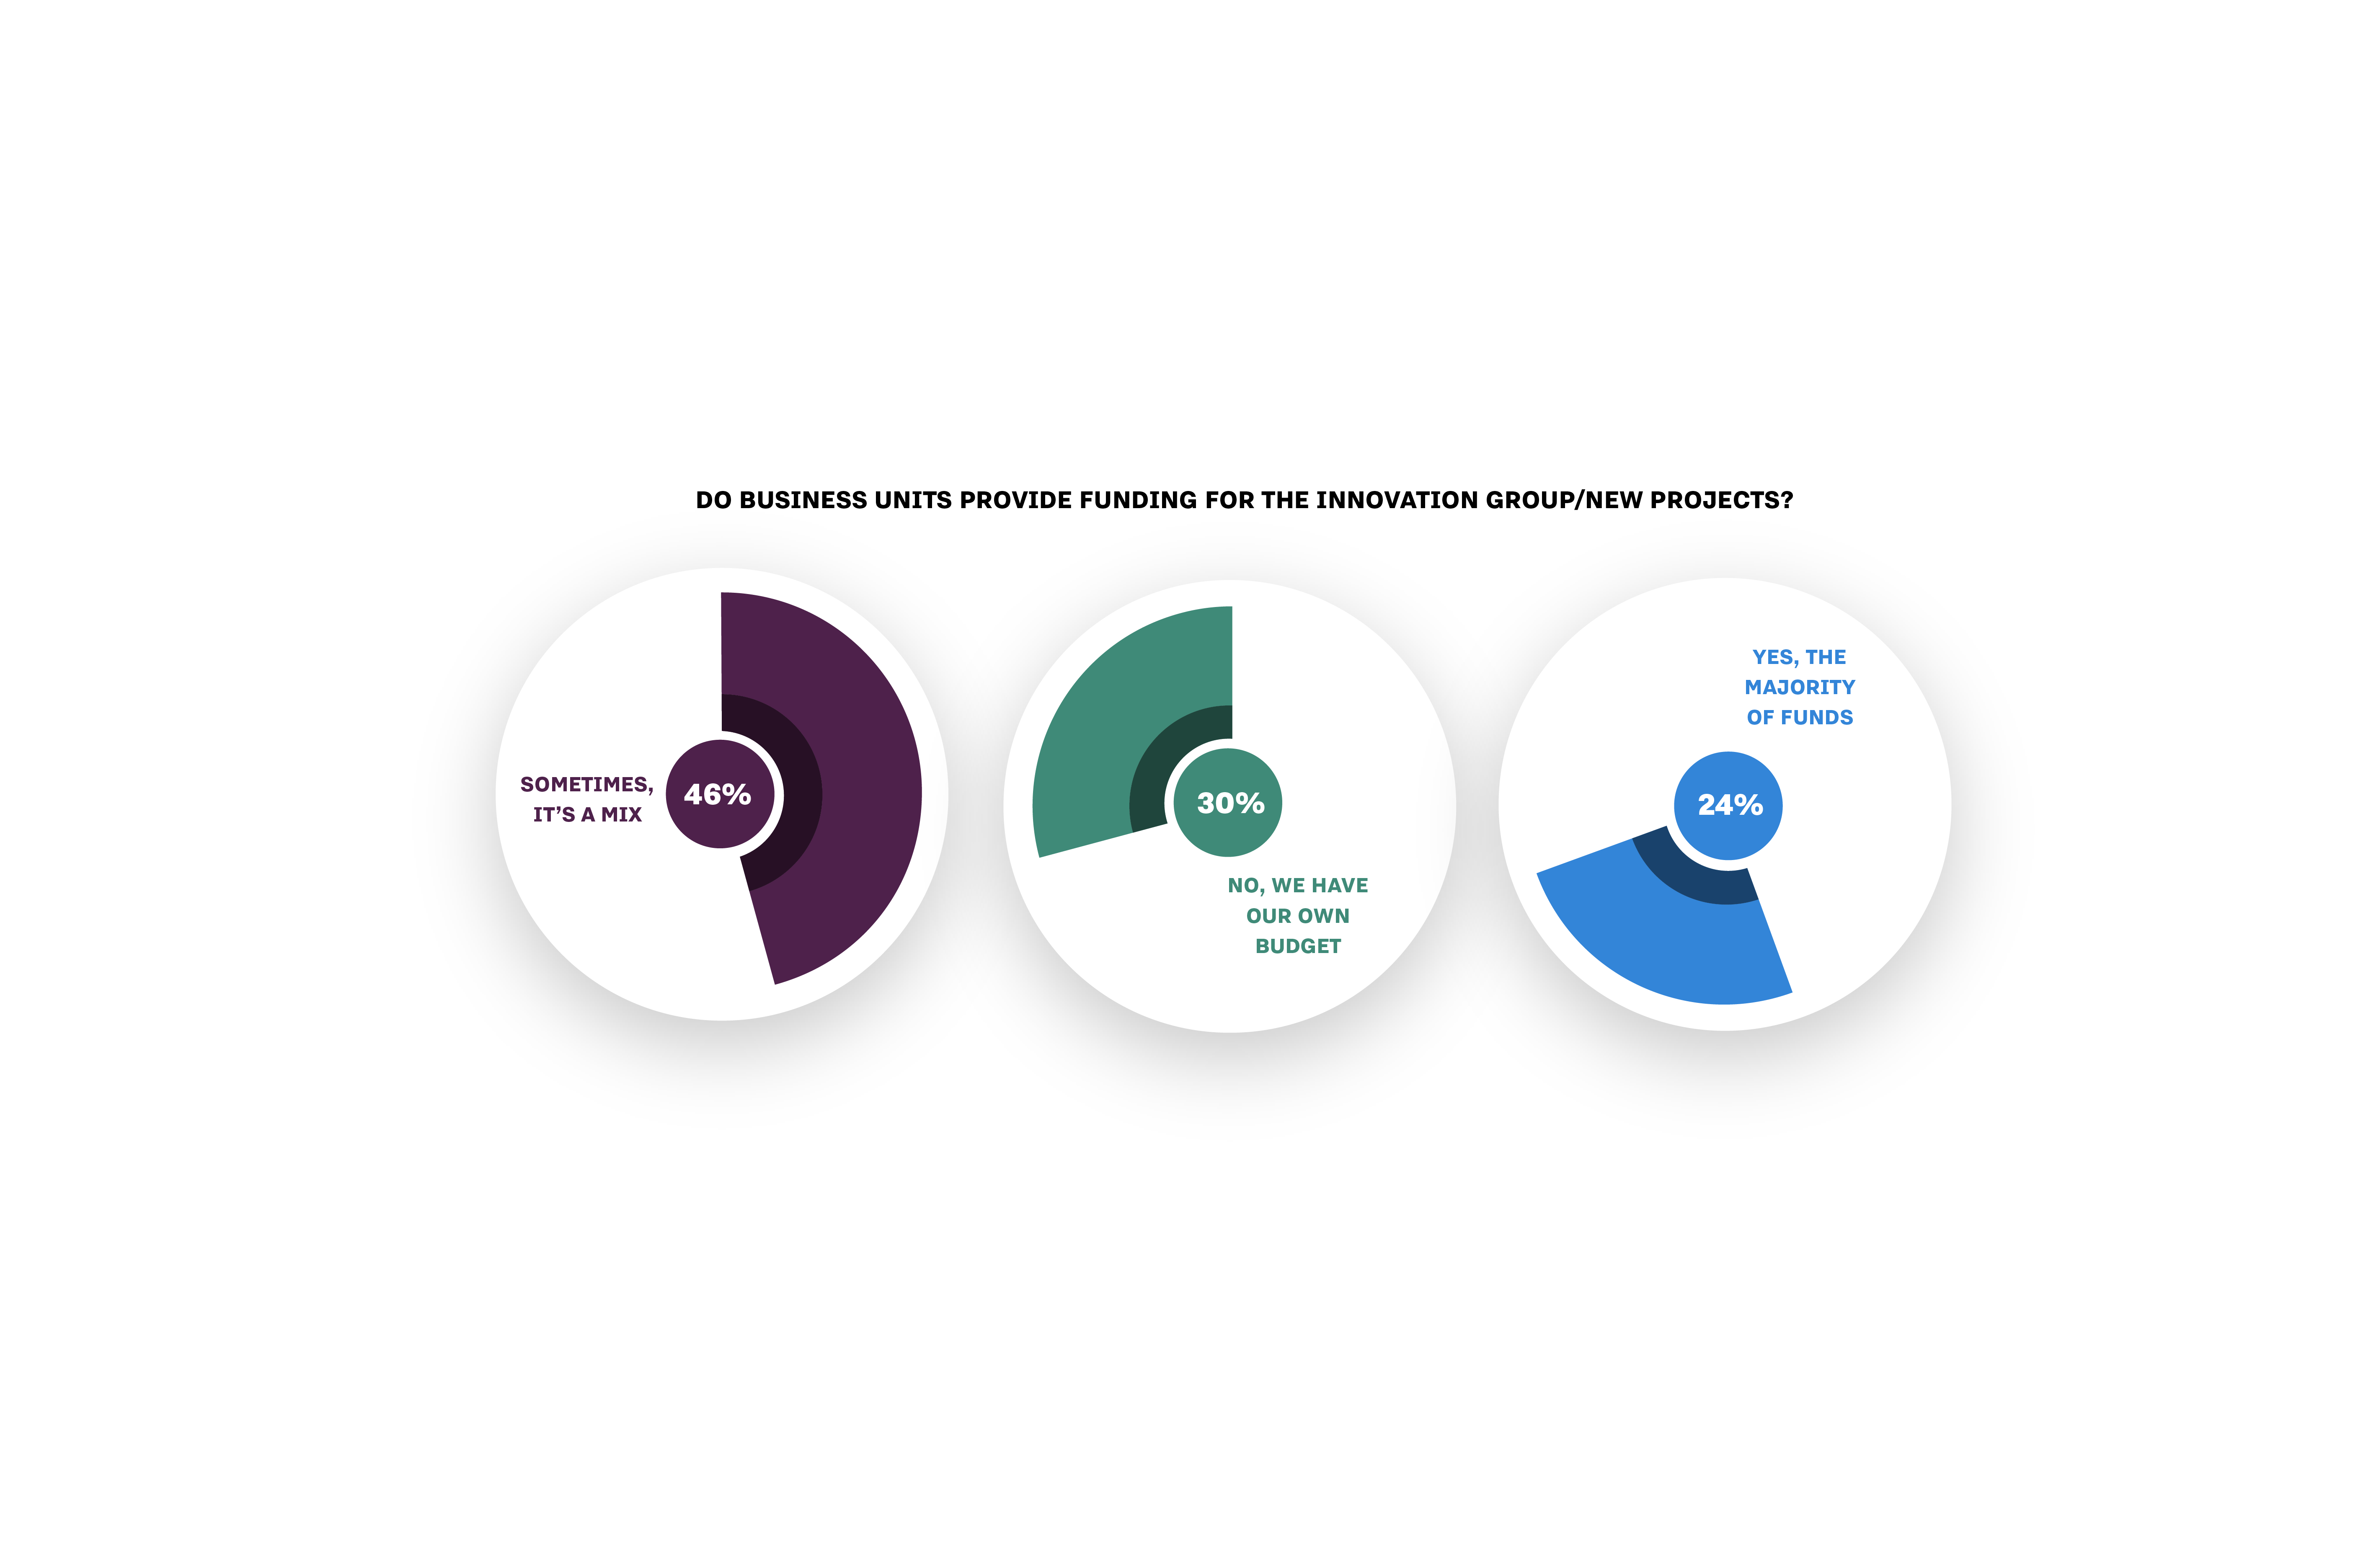 DO BUSINESS UNITS PROVIDE FUNDING FOR THE INNOVATION GROUP/NEW PROJECTS?
SOMETIMES,
IT’S A MIX
46%
30%
NO, WE HAVE
OUR OWN
BUDGET
YES, THE
MAJORITY
OF FUNDS
24%